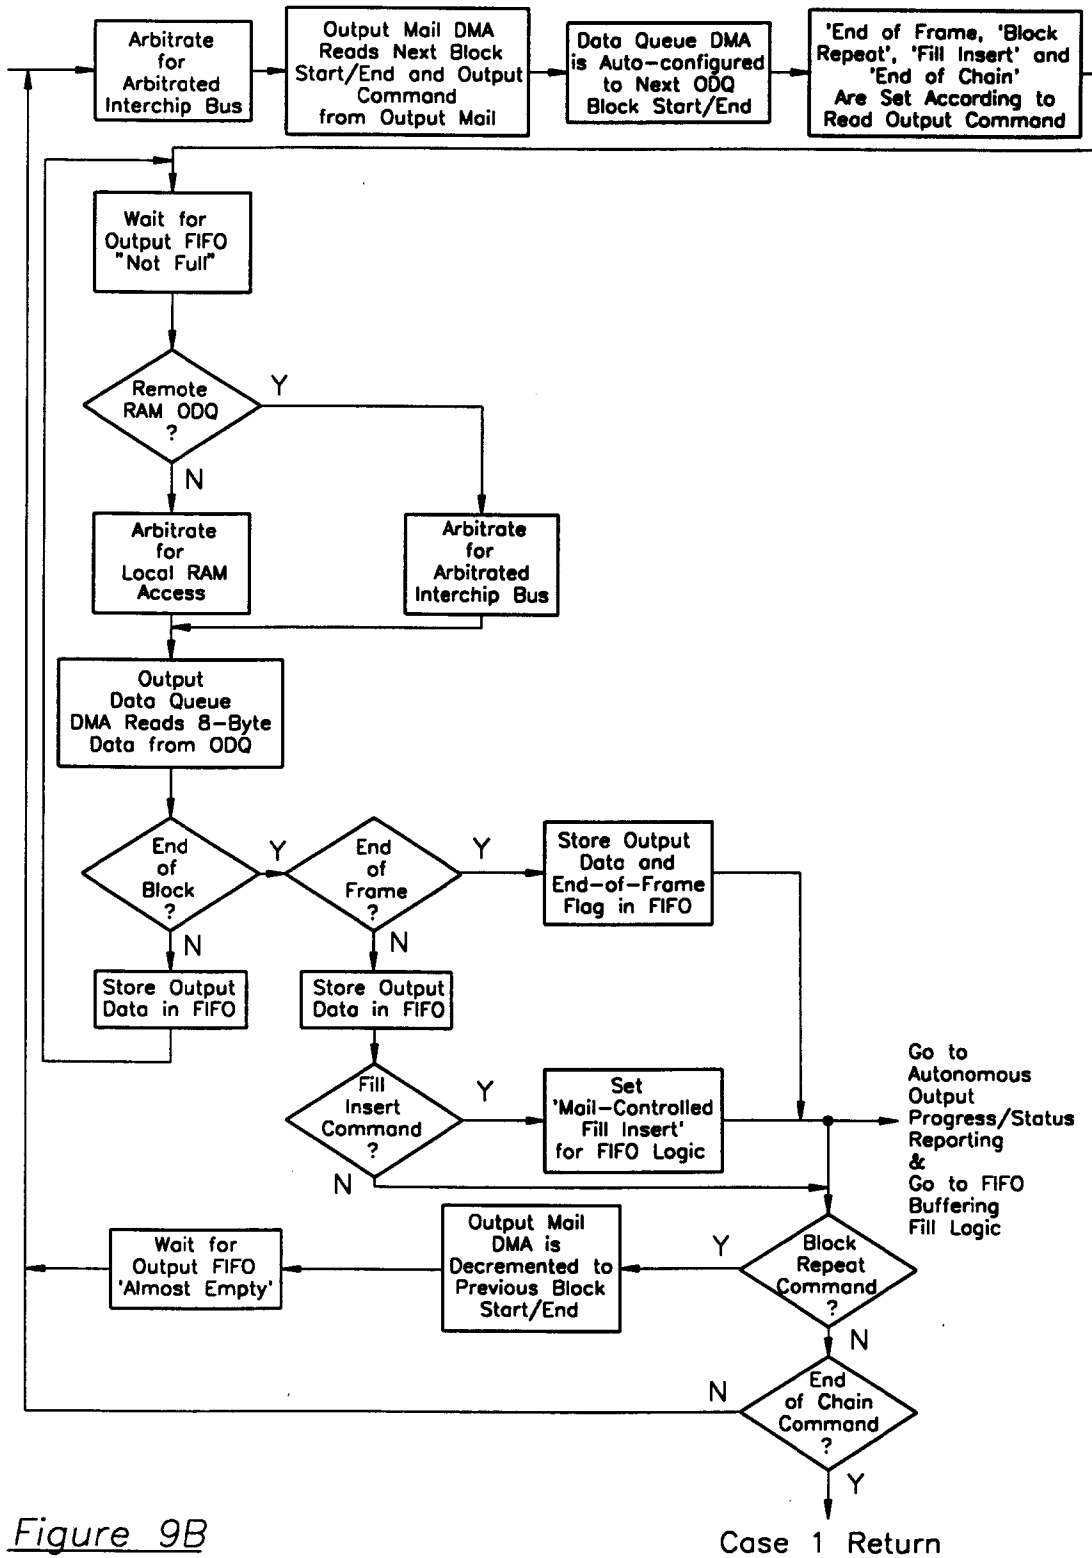 Arbitrate
for
Arbitrated
Interchip Bus
Output Mail DMA
Reads Next Block
Start/End and Output
Command
from Output Mail
Data Queue DMA
is Auto-configured
to Next ODQ
Block Start/End
'End of Frame, 'Block
Repeat', 'Fill Insert' and
'End of Chain'
Are Set According to
Read Output Command
Wait for
Output FIFO
"Not Full"
Remote
RAM ODQ
?
Y
N
Arbitrate
for
Local RAM
Access
Arbitrate
for
Arbitrated
Interchip Bus
Output
Data Queue
DMA Reads 8-Byte
Data from ODQ
End
of
Block
?
Y
N
End
of
Frame
?
Y
N
Store Output
Data and
End-of-Frame
Flag in FIFO
Store Output
Data in FIFO
Store Output
Data in FIFO
Fill
Insert
Command
?
Y
N
Set
'Mail-Controlled
Fill Insert'
for FIFO Logic
Go to
Autonomous
Output
Progress/Status
Reporting
&
Go to FIFO
Buffering
Fill Logic
Block
Repeat
Command
?
Y
N
Output Mail
DMA is
Decremented to
Previous Block
Start/End
Wait for
Output FIFO
'Almost Empty'
End
of Chain
Command
?
N
Y
Case 1 Return
Figure 9B